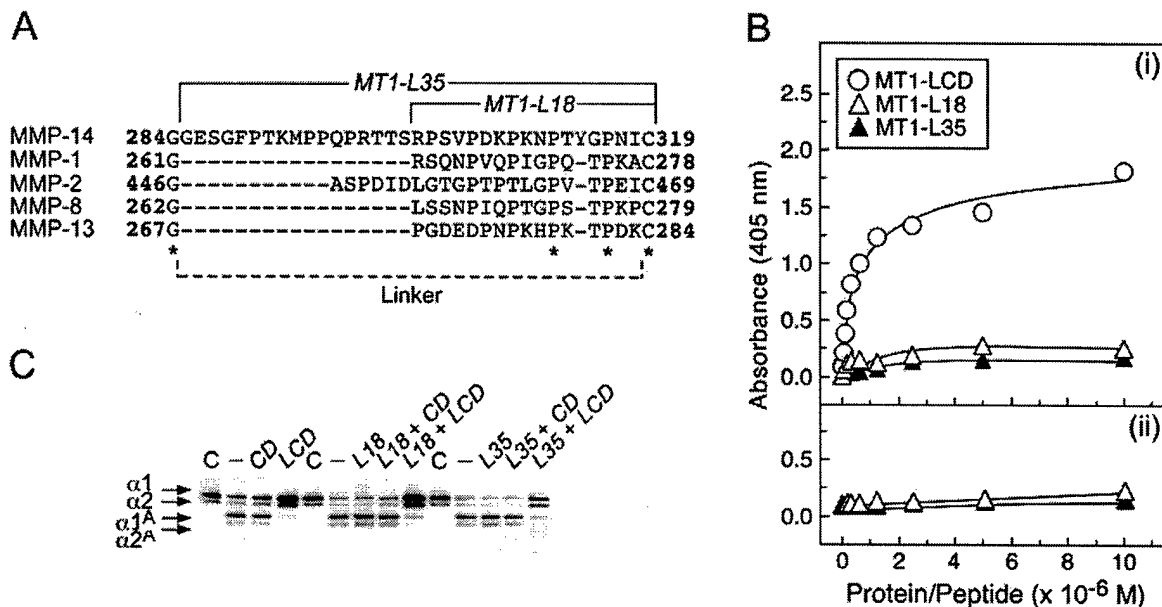 A
MT1-L35
MT1-L18
MMP-14 284GGESGFPTKMPPQPRTTSRPSVPDKPKNPTYGPNIC319
MMP-1 261G-----------------RSQNPVQPIGPQ-TPKAC278
MMP-2 446G-----------ASPDIDLGTGPTPTLGPV-TPEIC469
MMP-8 262G-----------------LSSNPIQPTGPS-TPKPC279
MMP-13 267G-----------------PGDEDPNPKHPK-TPDKC284
* * * *
Linker
B
(i)
MT1-LCD
MT1-L18
MT1-L35
2.5
2.0
1.5
1.0
0.5
0.0
Absorbance (405 nm)
(ii)
0.5
0.0
0 2 4 6 8 10
Protein/Peptide (x 10-6 M)
C
C – CD LCD C – L18 L18 + CD L18 + LCD C – L35 L35 + CD L35 + LCD
α1
α2
α1A
α2A